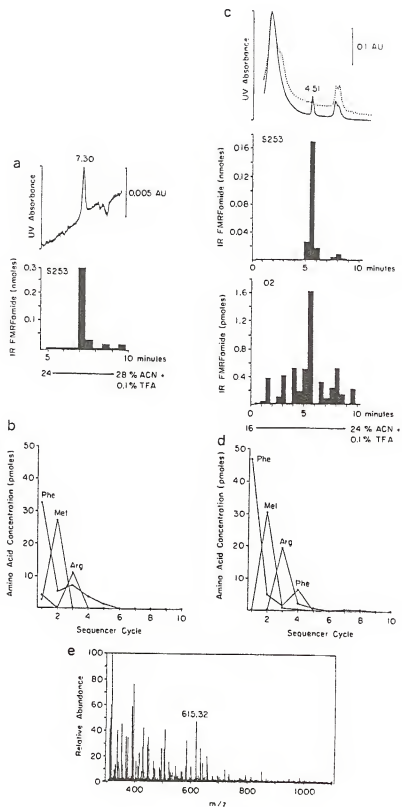 a
7.30
UV Absorbance
0.005 AU
S253
IR FMRFamide (nmoles)
0.3
0.2
0.1
5
10
minutes
24
28 % ACN +
0.1% TFA
b
Amino Acid Concentration (pmoles)
50
40
30
20
10
Phe
Met
Arg
0
2
4
6
8
10
Sequencer Cycle
c
UV Absorbance
4.51
0.1 AU
S253
IR FMRFamide (nmoles)
0.16
0.12
0.08
0.04
0
5
10
minutes
O2
IR FMRFamide (pmoles)
1.6
1.2
0.8
0.4
0
5
10
minutes
16
24 % ACN +
0.1% TFA
d
Amino Acid Concentration (pmoles)
50
40
30
20
10
Phe
Met
Arg
Phe
0
2
4
6
8
10
Sequencer Cycle
e
Relative Abundance
100
80
60
40
20
0
615.32
400
600
800
1000
m/z